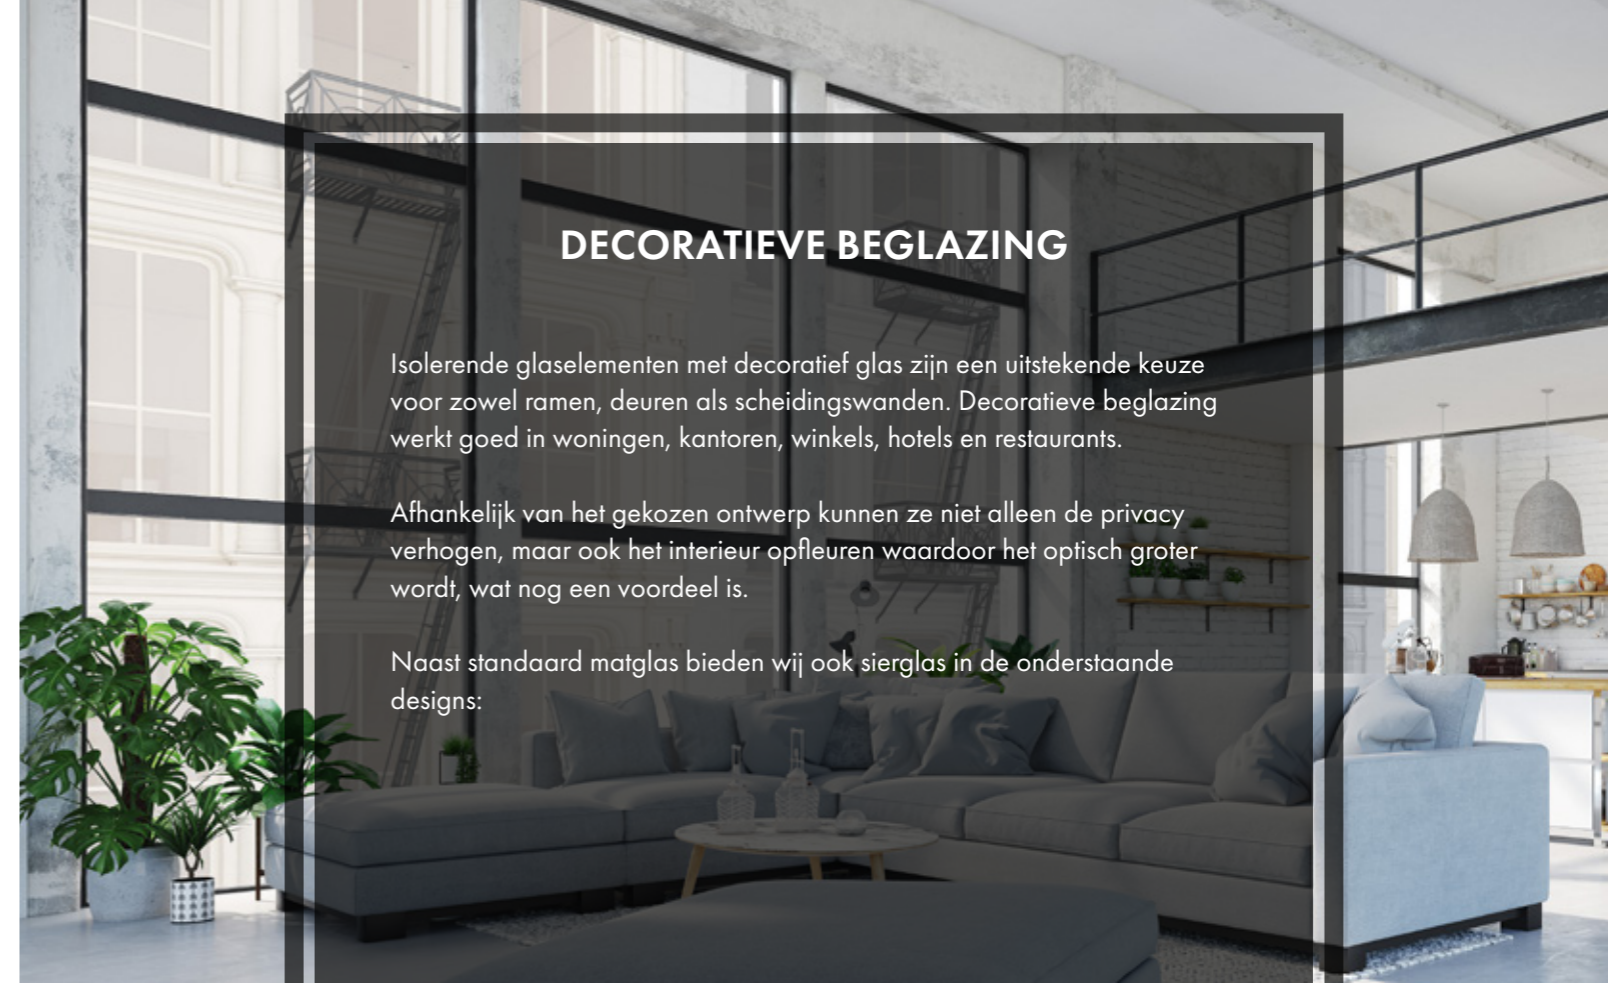 DECORATIEVE BEGLAZING
Isolerende glaselementen met decoratief glas zijn een uitstekende keuze
voor zowel ramen, deuren als scheidingswanden. Decoratieve beglazing
werkt goed in woningen, kantoren, winkels, hotels en restaurants.
Afhankelijk van het gekozen ontwerp kunnen ze niet alleen de privacy
verhogen, maar ook het interieur opfleuren waardoor het optisch groter
wordt, wat nog een voordeel is.
Naast standaard matglas bieden wij ook sierglas in de onderstaande
designs: